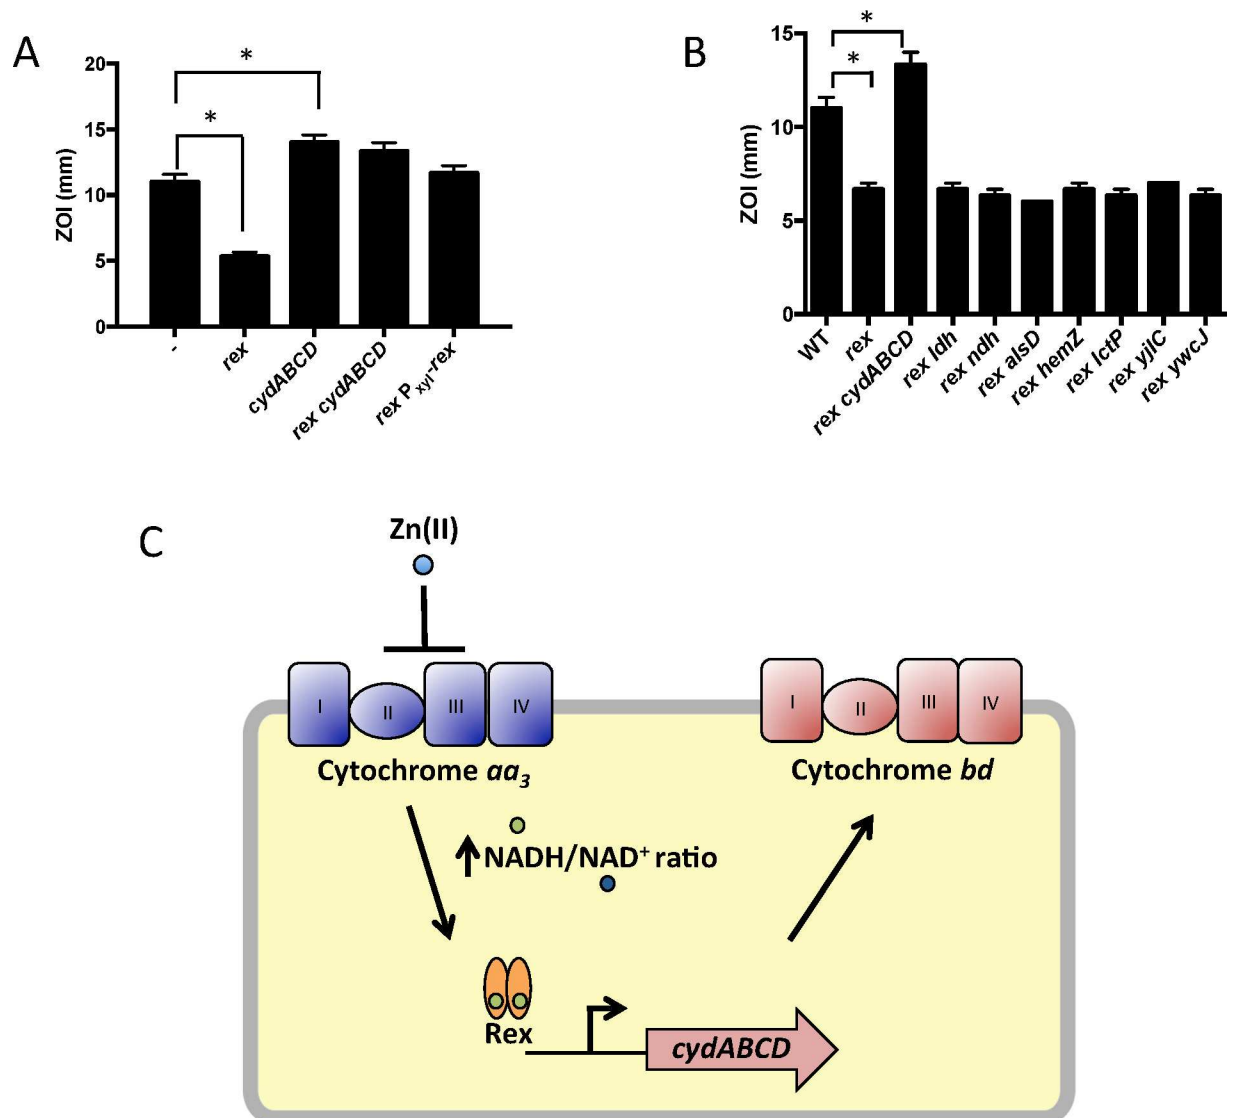 A
ZOI (mm)
20
15
10
5
0
*
*
-
rex
cydABCD
rex cydABCD
rex Pxyl-rex
B
ZOI (mm)
15
10
5
0
*
*
WT
rex
rex cydABCD
rex ldh
rex ndh
rex alsD
rex hemZ
rex lctP
rex yjlC
rex ywcJ
C
Zn(II)
I II III IV
Cytochrome aa3
I II III IV
Cytochrome bd
NADH/NAD+ ratio
Rex
cydABCD